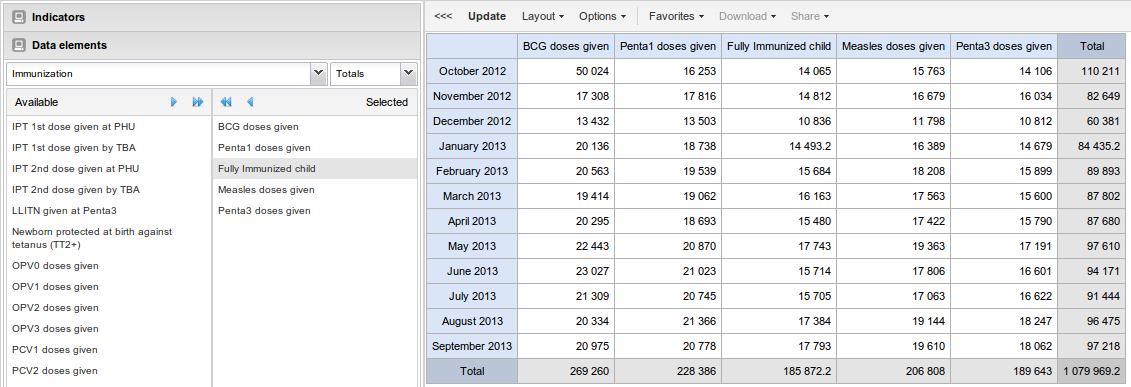 Indicators
Data elements
Immunization Totals
Available Selected
IPT 1st dose given at PHU
IPT 1st dose given by TBA
IPT 2nd dose given at PHU
IPT 2nd dose given by TBA
LLITN given at Penta3
Newborn protected at birth against
tetanus (TT2+)
OPV0 doses given
OPV1 doses given
OPV2 doses given
OPV3 doses given
PCV1 doses given
PCV2 doses given
BCG doses given
Penta1 doses given
Fully Immunized child
Measles doses given
Penta3 doses given
<<< Update Layout Options Favorites Download Share
BCG doses given Penta1 doses given Fully Immunized child Measles doses given Penta3 doses given Total
October 2012 50 024 16 253 14 065 15 763 14 106 110 211
November 2012 17 308 17 816 14 812 16 679 16 034 82 649
December 2012 13 432 13 503 10 836 11 798 10 812 60 381
January 2013 20 136 18 738 14 493.2 16 389 14 679 84 435.2
February 2013 20 563 19 539 15 684 18 208 15 899 89 893
March 2013 19 414 19 062 16 163 17 563 15 600 87 802
April 2013 20 295 18 693 15 480 17 422 15 790 87 680
May 2013 22 443 20 870 17 743 19 363 17 191 97 610
June 2013 23 027 21 023 15 714 17 806 16 601 94 171
July 2013 21 309 20 745 15 705 17 063 16 622 91 444
August 2013 20 334 21 366 17 384 19 144 18 247 96 475
September 2013 20 975 20 778 17 793 19 610 18 062 97 218
Total 269 260 228 386 185 872.2 206 808 189 643 1 079 969.2